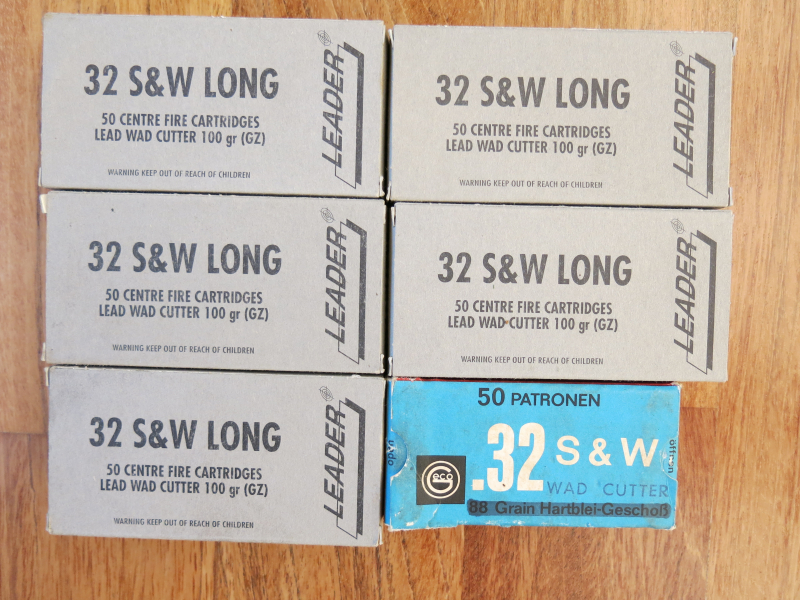 32 S&W LONG
50 CENTRE FIRE CARTRIDGES
LEAD WAD CUTTER 100 gr (GZ)
WARNING KEEP OUT OF REACH OF CHILDREN
LEADER
32 S&W LONG
50 CENTRE FIRE CARTRIDGES
LEAD WAD CUTTER 100 gr (GZ)
WARNING KEEP OUT OF REACH OF CHILDREN
LEADER
32 S&W LONG
50 CENTRE FIRE CARTRIDGES
LEAD WAD CUTTER 100 gr (GZ)
WARNING KEEP OUT OF REACH OF CHILDREN
LEADER
32 S&W LONG
50 CENTRE FIRE CARTRIDGES
LEAD WAD CUTTER 100 gr (GZ)
WARNING KEEP OUT OF REACH OF CHILDREN
LEADER
32 S&W LONG
50 CENTRE FIRE CARTRIDGES
LEAD WAD CUTTER 100 gr (GZ)
WARNING KEEP OUT OF REACH OF CHILDREN
LEADER
50 PATRONEN
.32 S & W
WAD CUTTER
88 Grain Hartblei-Geschoß
Geco
öffnen